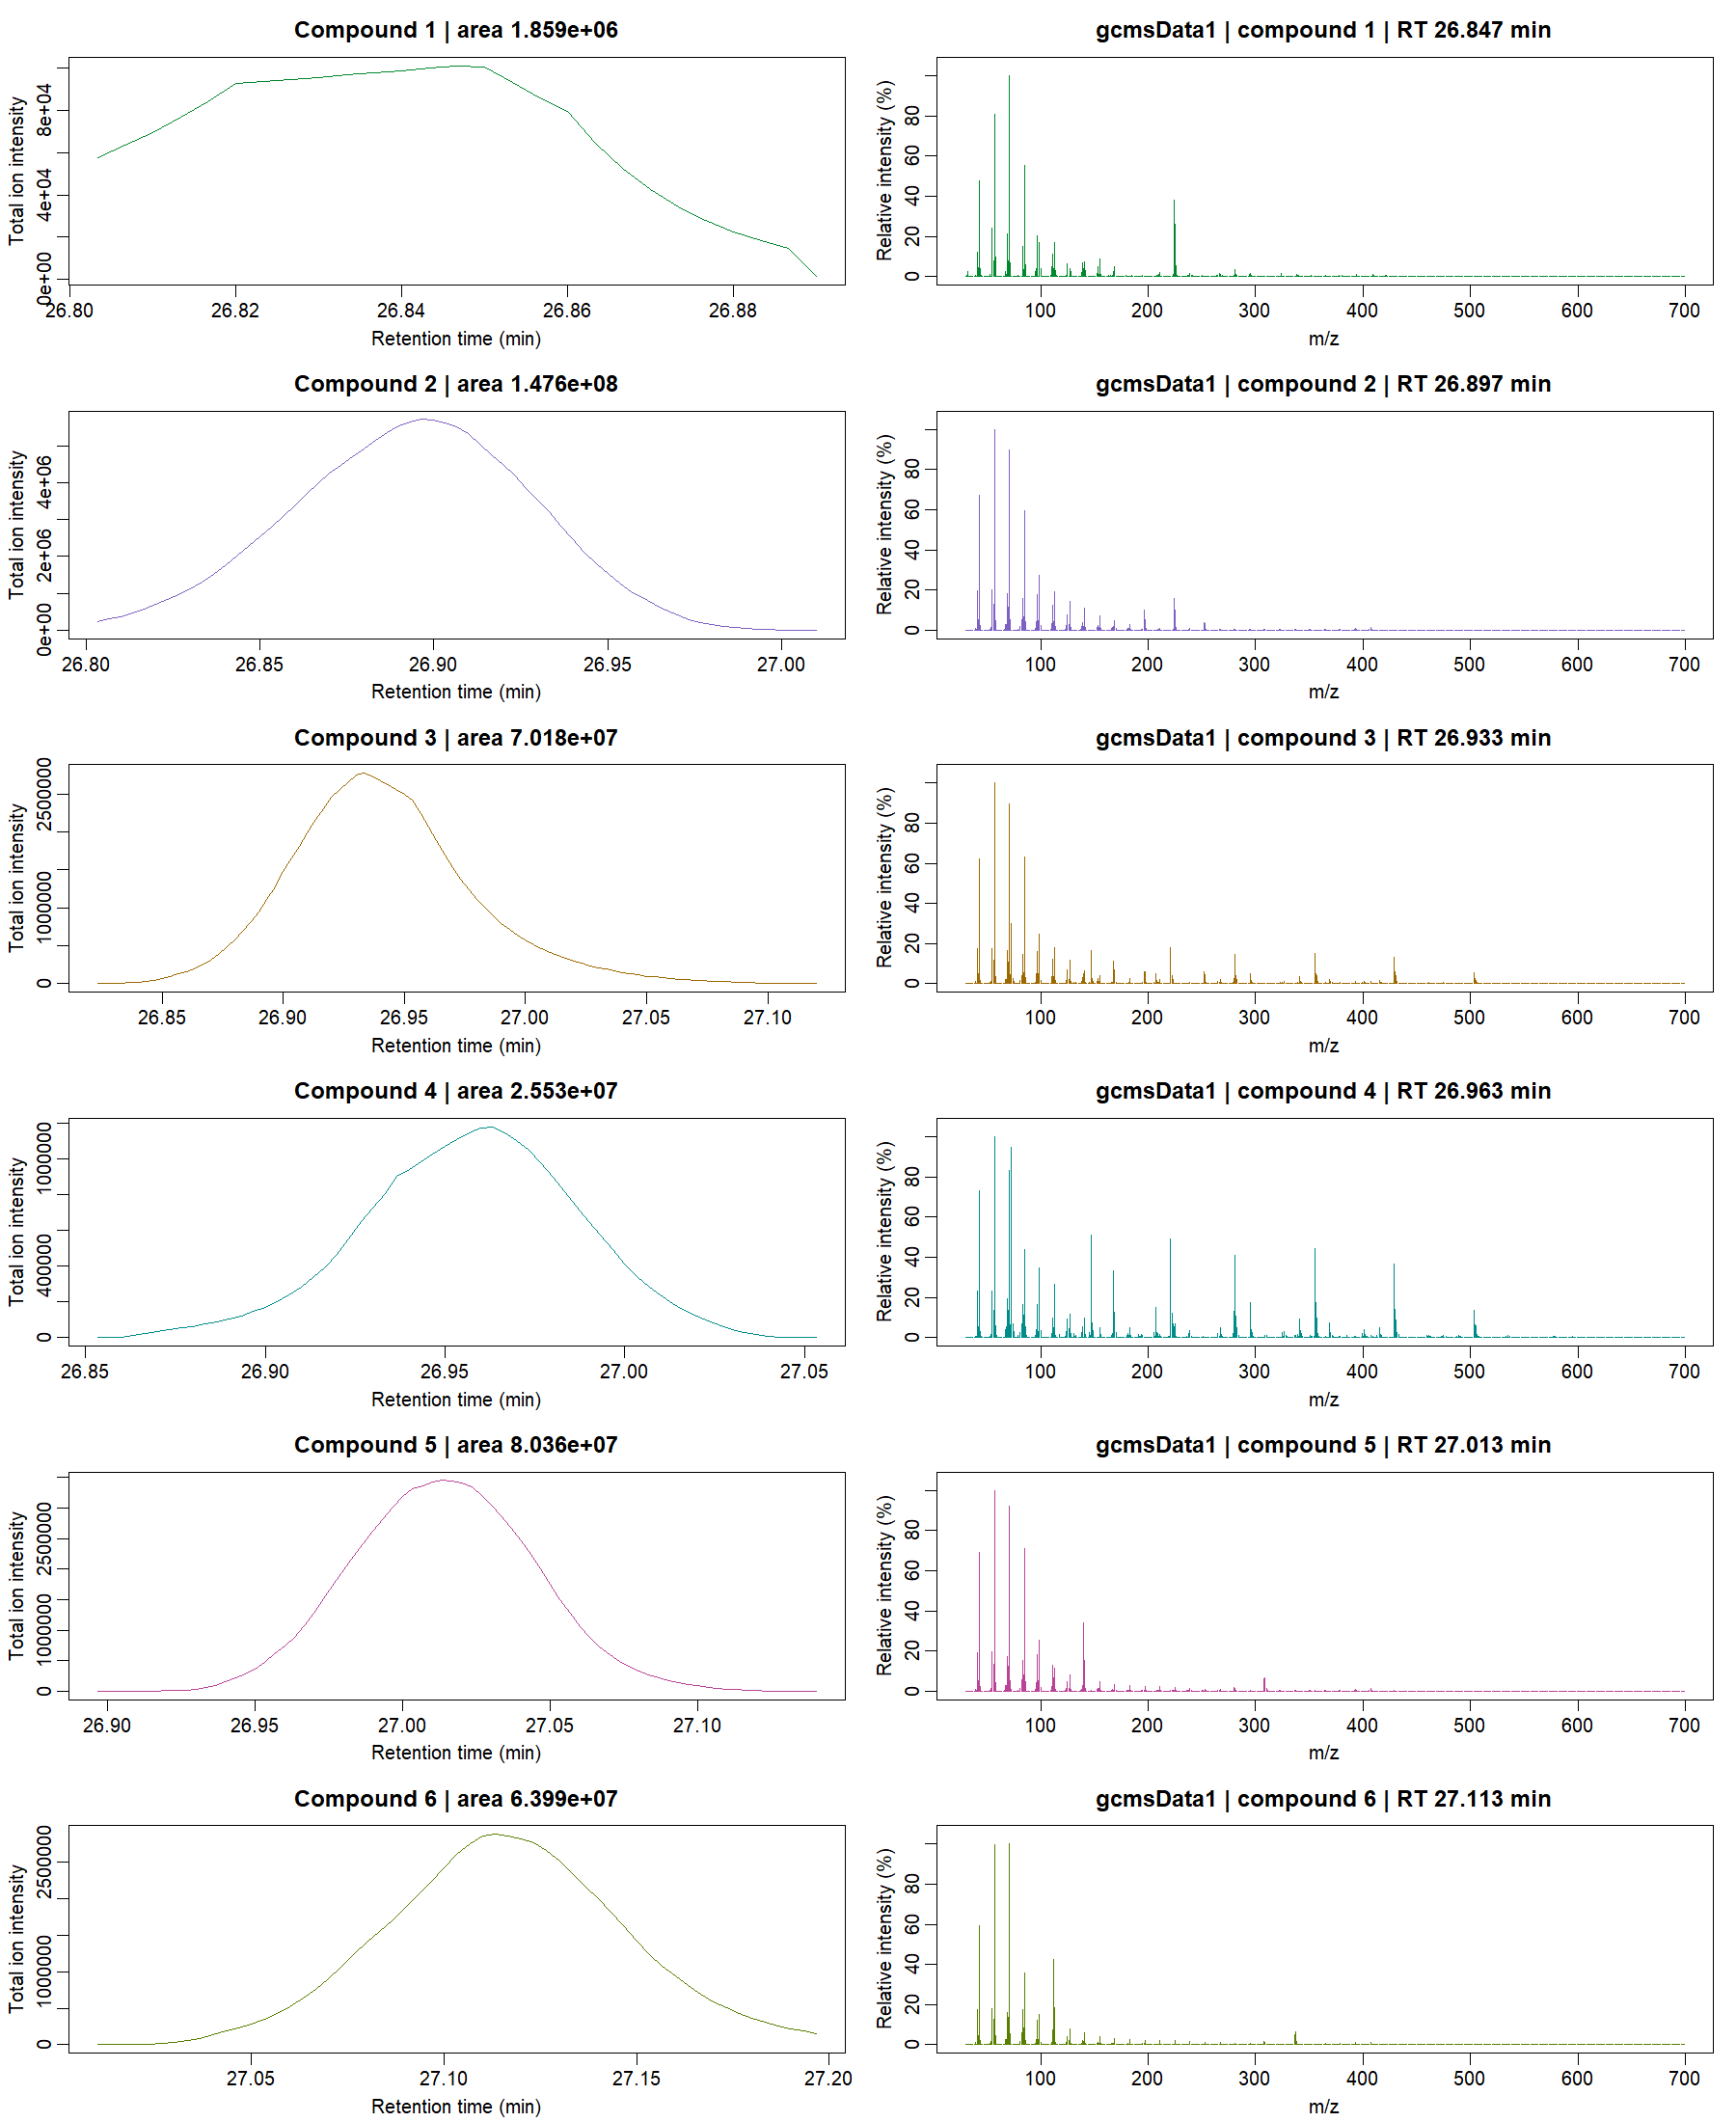 Compound 1 | area 1.859e+06
Total ion intensity
0e+00 4e+04 8e+04
26.80 26.82 26.84 26.86 26.88
Retention time (min)
gcmsData1 | compound 1 | RT 26.847 min
Relative intensity (%)
0 20 40 60 80
100 200 300 400 500 600 700
m/z
Compound 2 | area 1.476e+08
Total ion intensity
0e+00 2e+06 4e+06
26.80 26.85 26.90 26.95 27.00
Retention time (min)
gcmsData1 | compound 2 | RT 26.897 min
Relative intensity (%)
0 20 40 60 80
100 200 300 400 500 600 700
m/z
Compound 3 | area 7.018e+07
Total ion intensity
0 1000000 2500000
26.85 26.90 26.95 27.00 27.05 27.10
Retention time (min)
gcmsData1 | compound 3 | RT 26.933 min
Relative intensity (%)
0 20 40 60 80
100 200 300 400 500 600 700
m/z
Compound 4 | area 2.553e+07
Total ion intensity
0 400000 1000000
26.85 26.90 26.95 27.00 27.05
Retention time (min)
gcmsData1 | compound 4 | RT 26.963 min
Relative intensity (%)
0 20 40 60 80
100 200 300 400 500 600 700
m/z
Compound 5 | area 8.036e+07
Total ion intensity
0 1000000 2500000
26.90 26.95 27.00 27.05 27.10
Retention time (min)
gcmsData1 | compound 5 | RT 27.013 min
Relative intensity (%)
0 20 40 60 80
100 200 300 400 500 600 700
m/z
Compound 6 | area 6.399e+07
Total ion intensity
0 1000000 2500000
27.05 27.10 27.15 27.20
Retention time (min)
gcmsData1 | compound 6 | RT 27.113 min
Relative intensity (%)
0 20 40 60 80
100 200 300 400 500 600 700
m/z